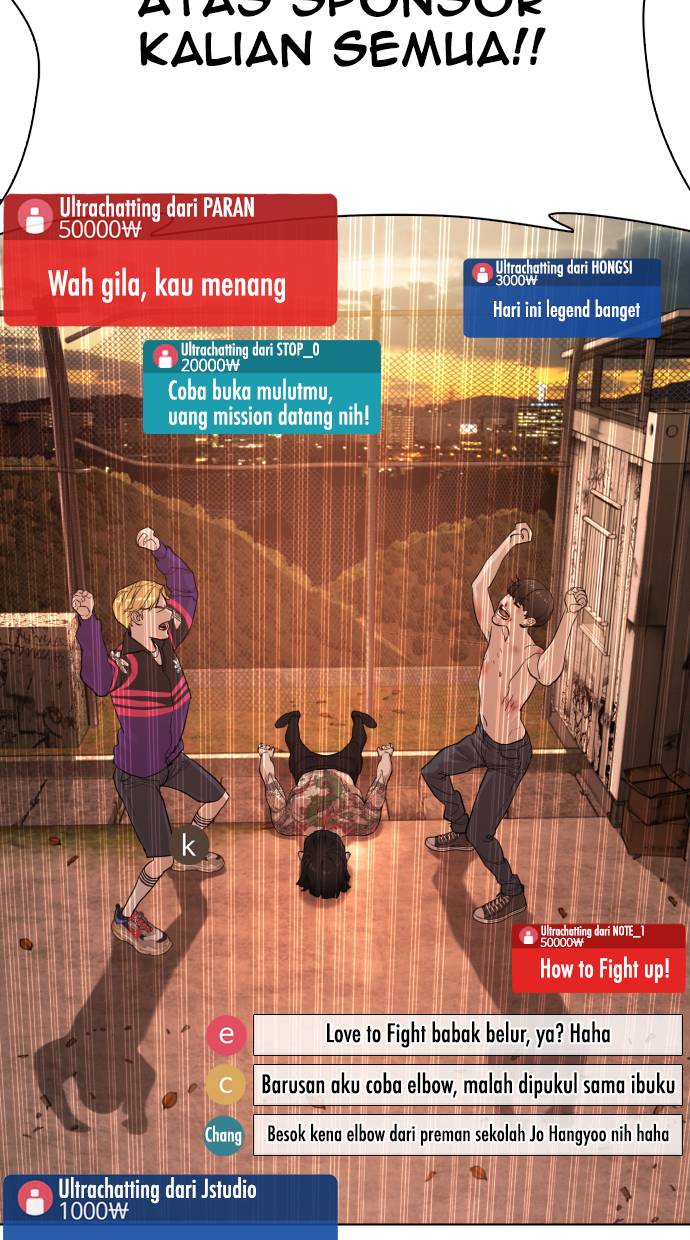 ATAS SPONSOR
KALIAN SEMUA!!
Ultrachatting dari PARAN
50000₩
Wah gila, kau menang
Ultrachatting dari HONGSI
3000₩
Hari ini legend banget
Ultrachatting dari STOP_0
20000₩
Coba buka mulutmu,
uang mission datang nih!
k
Ultrachatting dari NOTE_1
50000₩
How to Fight up!
e
Love to Fight babak belur, ya? Haha
C
Barusan aku coba elbow, malah dipukul sama ibuku
Chang
Besok kena elbow dari preman sekolah Jo Hangyoo nih haha
Ultrachatting dari Jstudio
1000₩